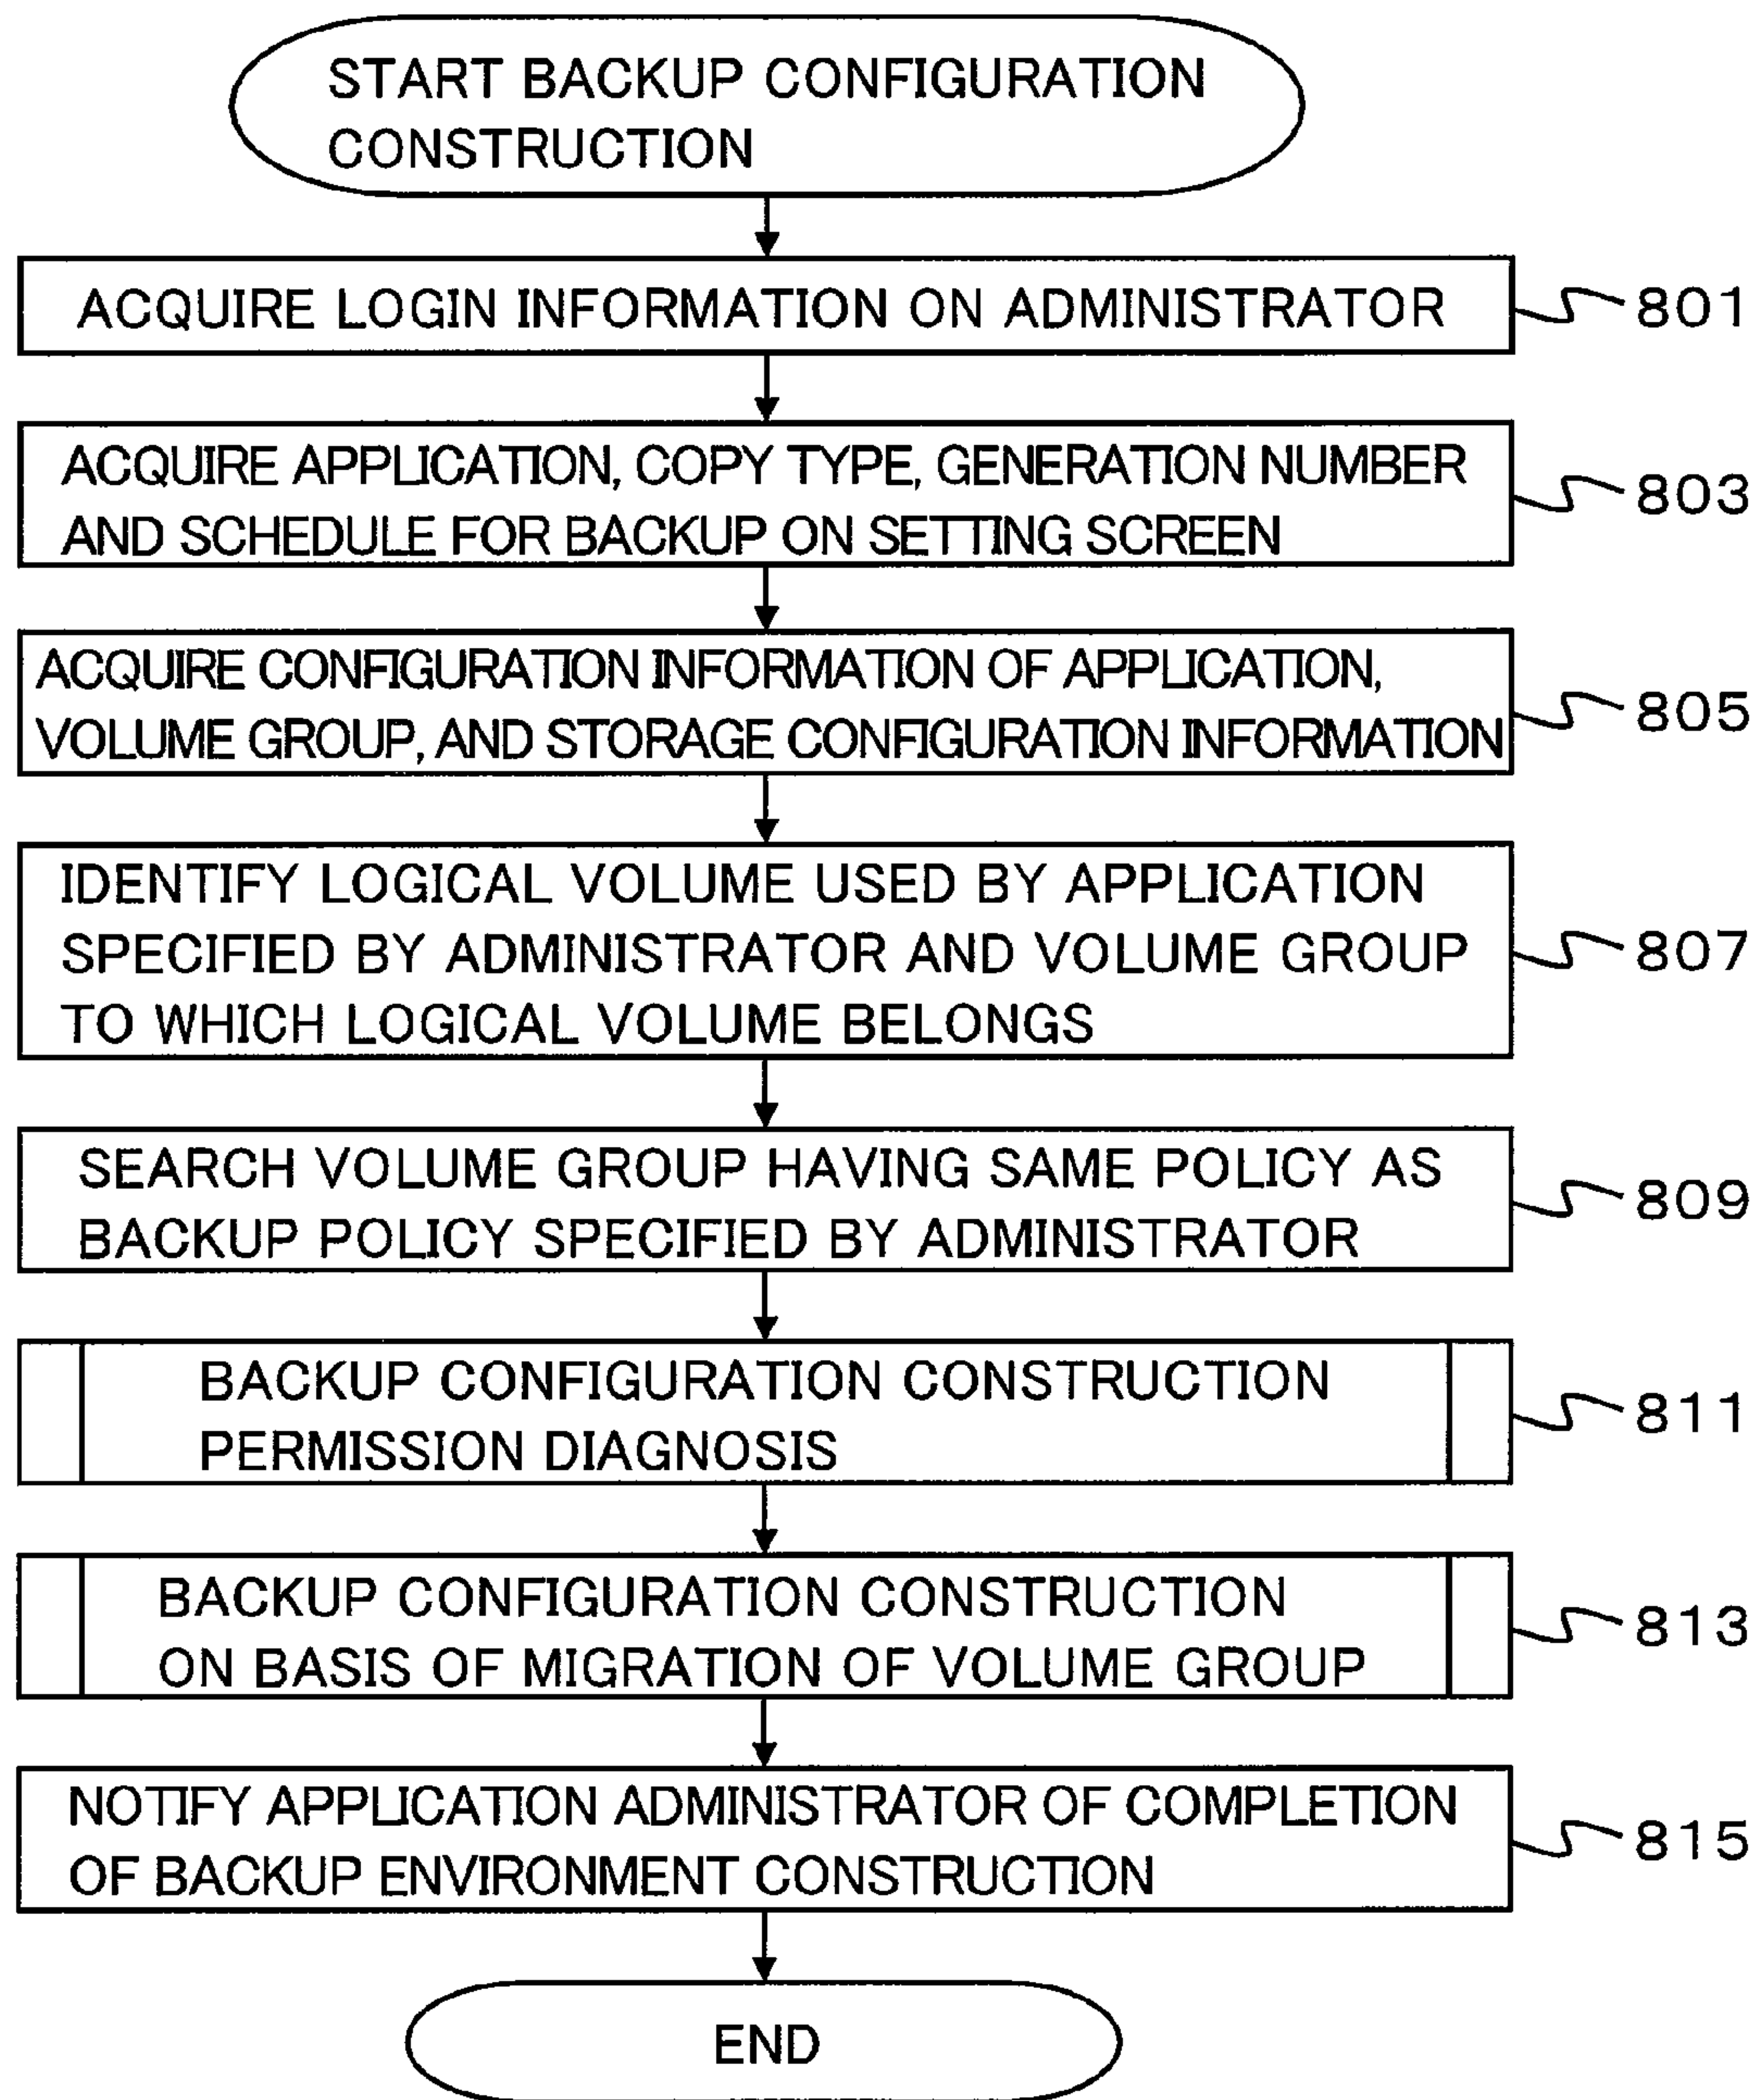 START BACKUP CONFIGURATION
CONSTRUCTION
ACQUIRE LOGIN INFORMATION ON ADMINISTRATOR
801
ACQUIRE APPLICATION, COPY TYPE, GENERATION NUMBER
AND SCHEDULE FOR BACKUP ON SETTING SCREEN
803
ACQUIRE CONFIGURATION INFORMATION OF APPLICATION,
VOLUME GROUP, AND STORAGE CONFIGURATION INFORMATION
805
IDENTIFY LOGICAL VOLUME USED BY APPLICATION
SPECIFIED BY ADMINISTRATOR AND VOLUME GROUP
TO WHICH LOGICAL VOLUME BELONGS
807
SEARCH VOLUME GROUP HAVING SAME POLICY AS
BACKUP POLICY SPECIFIED BY ADMINISTRATOR
809
BACKUP CONFIGURATION CONSTRUCTION
PERMISSION DIAGNOSIS
811
BACKUP CONFIGURATION CONSTRUCTION
ON BASIS OF MIGRATION OF VOLUME GROUP
813
NOTIFY APPLICATION ADMINISTRATOR OF COMPLETION
OF BACKUP ENVIRONMENT CONSTRUCTION
815
END